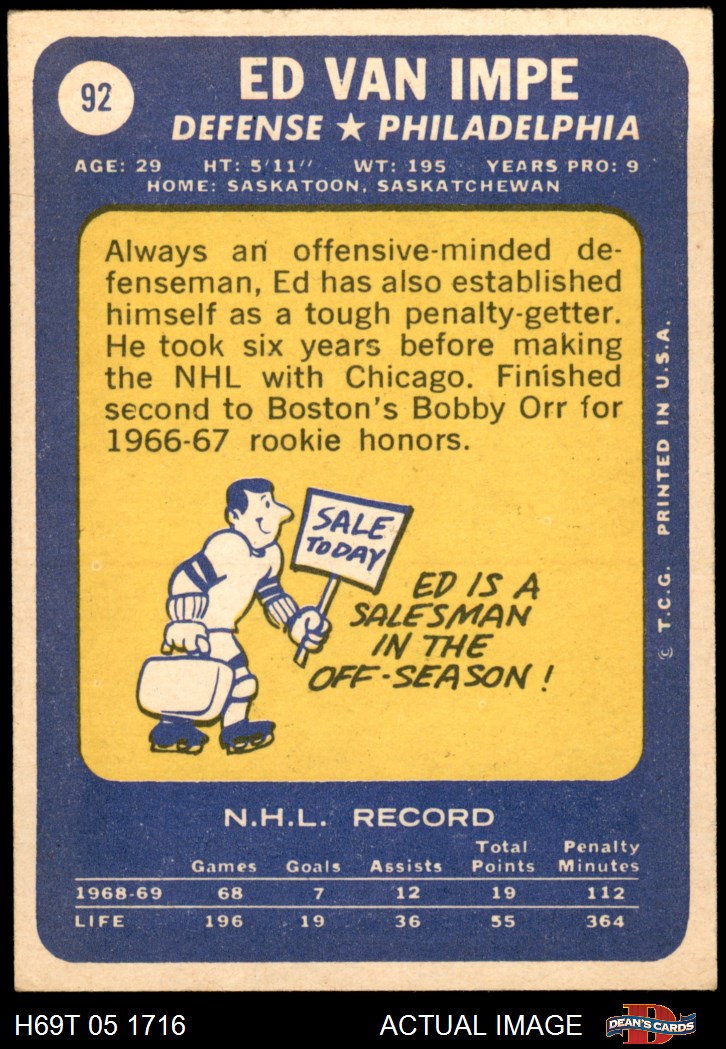 92
ED VAN IMPE
DEFENSE ★ PHILADELPHIA
AGE: 29 HT: 5'11" WT: 195 YEARS PRO: 9
HOME: SASKATOON, SASKATCHEWAN
Always an offensive-minded de-
fenseman, Ed has also established
himself as a tough penalty-getter.
He took six years before making
the NHL with Chicago. Finished
second to Boston's Bobby Orr for
1966-67 rookie honors.
SALE
TODAY
ED IS A
SALESMAN
IN THE
OFF-SEASON!
© T.C.G. PRINTED IN U.S.A.
N.H.L. RECORD
Games Goals Assists Total Points Penalty Minutes
1968-69 68 7 12 19 112
LIFE 196 19 36 55 364
H69T 05 1716 ACTUAL IMAGE
D
DEAN'S CARDS